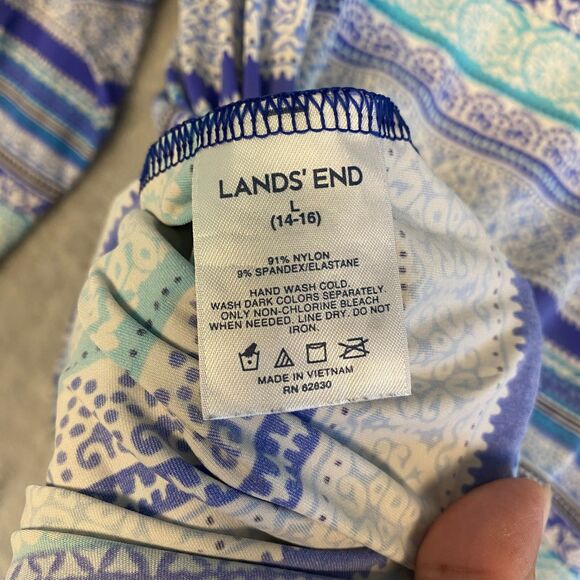 LANDS' END
L
(14-16)
91% NYLON
9% SPANDEX/ELASTANE
HAND WASH COLD.
WASH DARK COLORS SEPARATELY.
ONLY NON-CHLORINE BLEACH
WHEN NEEDED. LINE DRY. DO NOT
IRON.
MADE IN VIETNAM
RN 62830